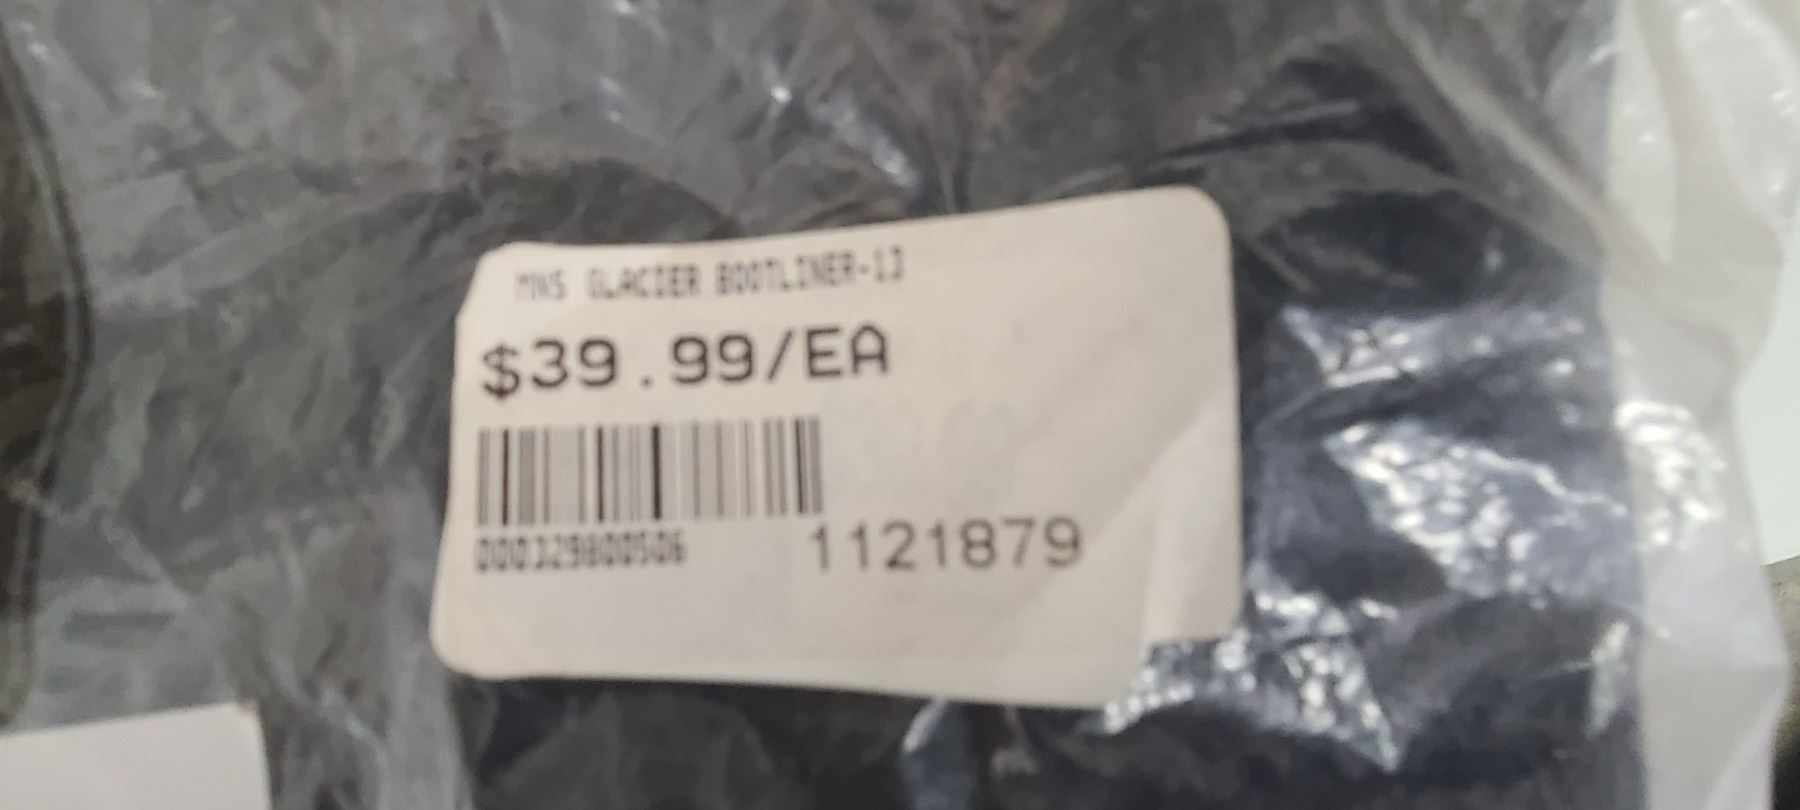 MNS GLACIER BOOTLINER-13
$39.99/EA
000329800506 1121879